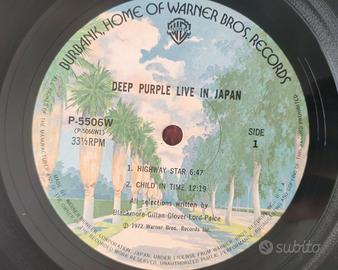 BURBANK, HOME OF WARNER BROS. RECORDS
DEEP PURPLE LIVE IN JAPAN
P-5506W
(P-5066W1)
33⅓RPM
SIDE
1
1. HIGHWAY STAR 6:47
2. CHILD IN TIME 12:19
All selections written by
Blackmore-Gillan-Glover-Lord-Paice
℗ 1972 Warner Bros. Records Inc.
subito